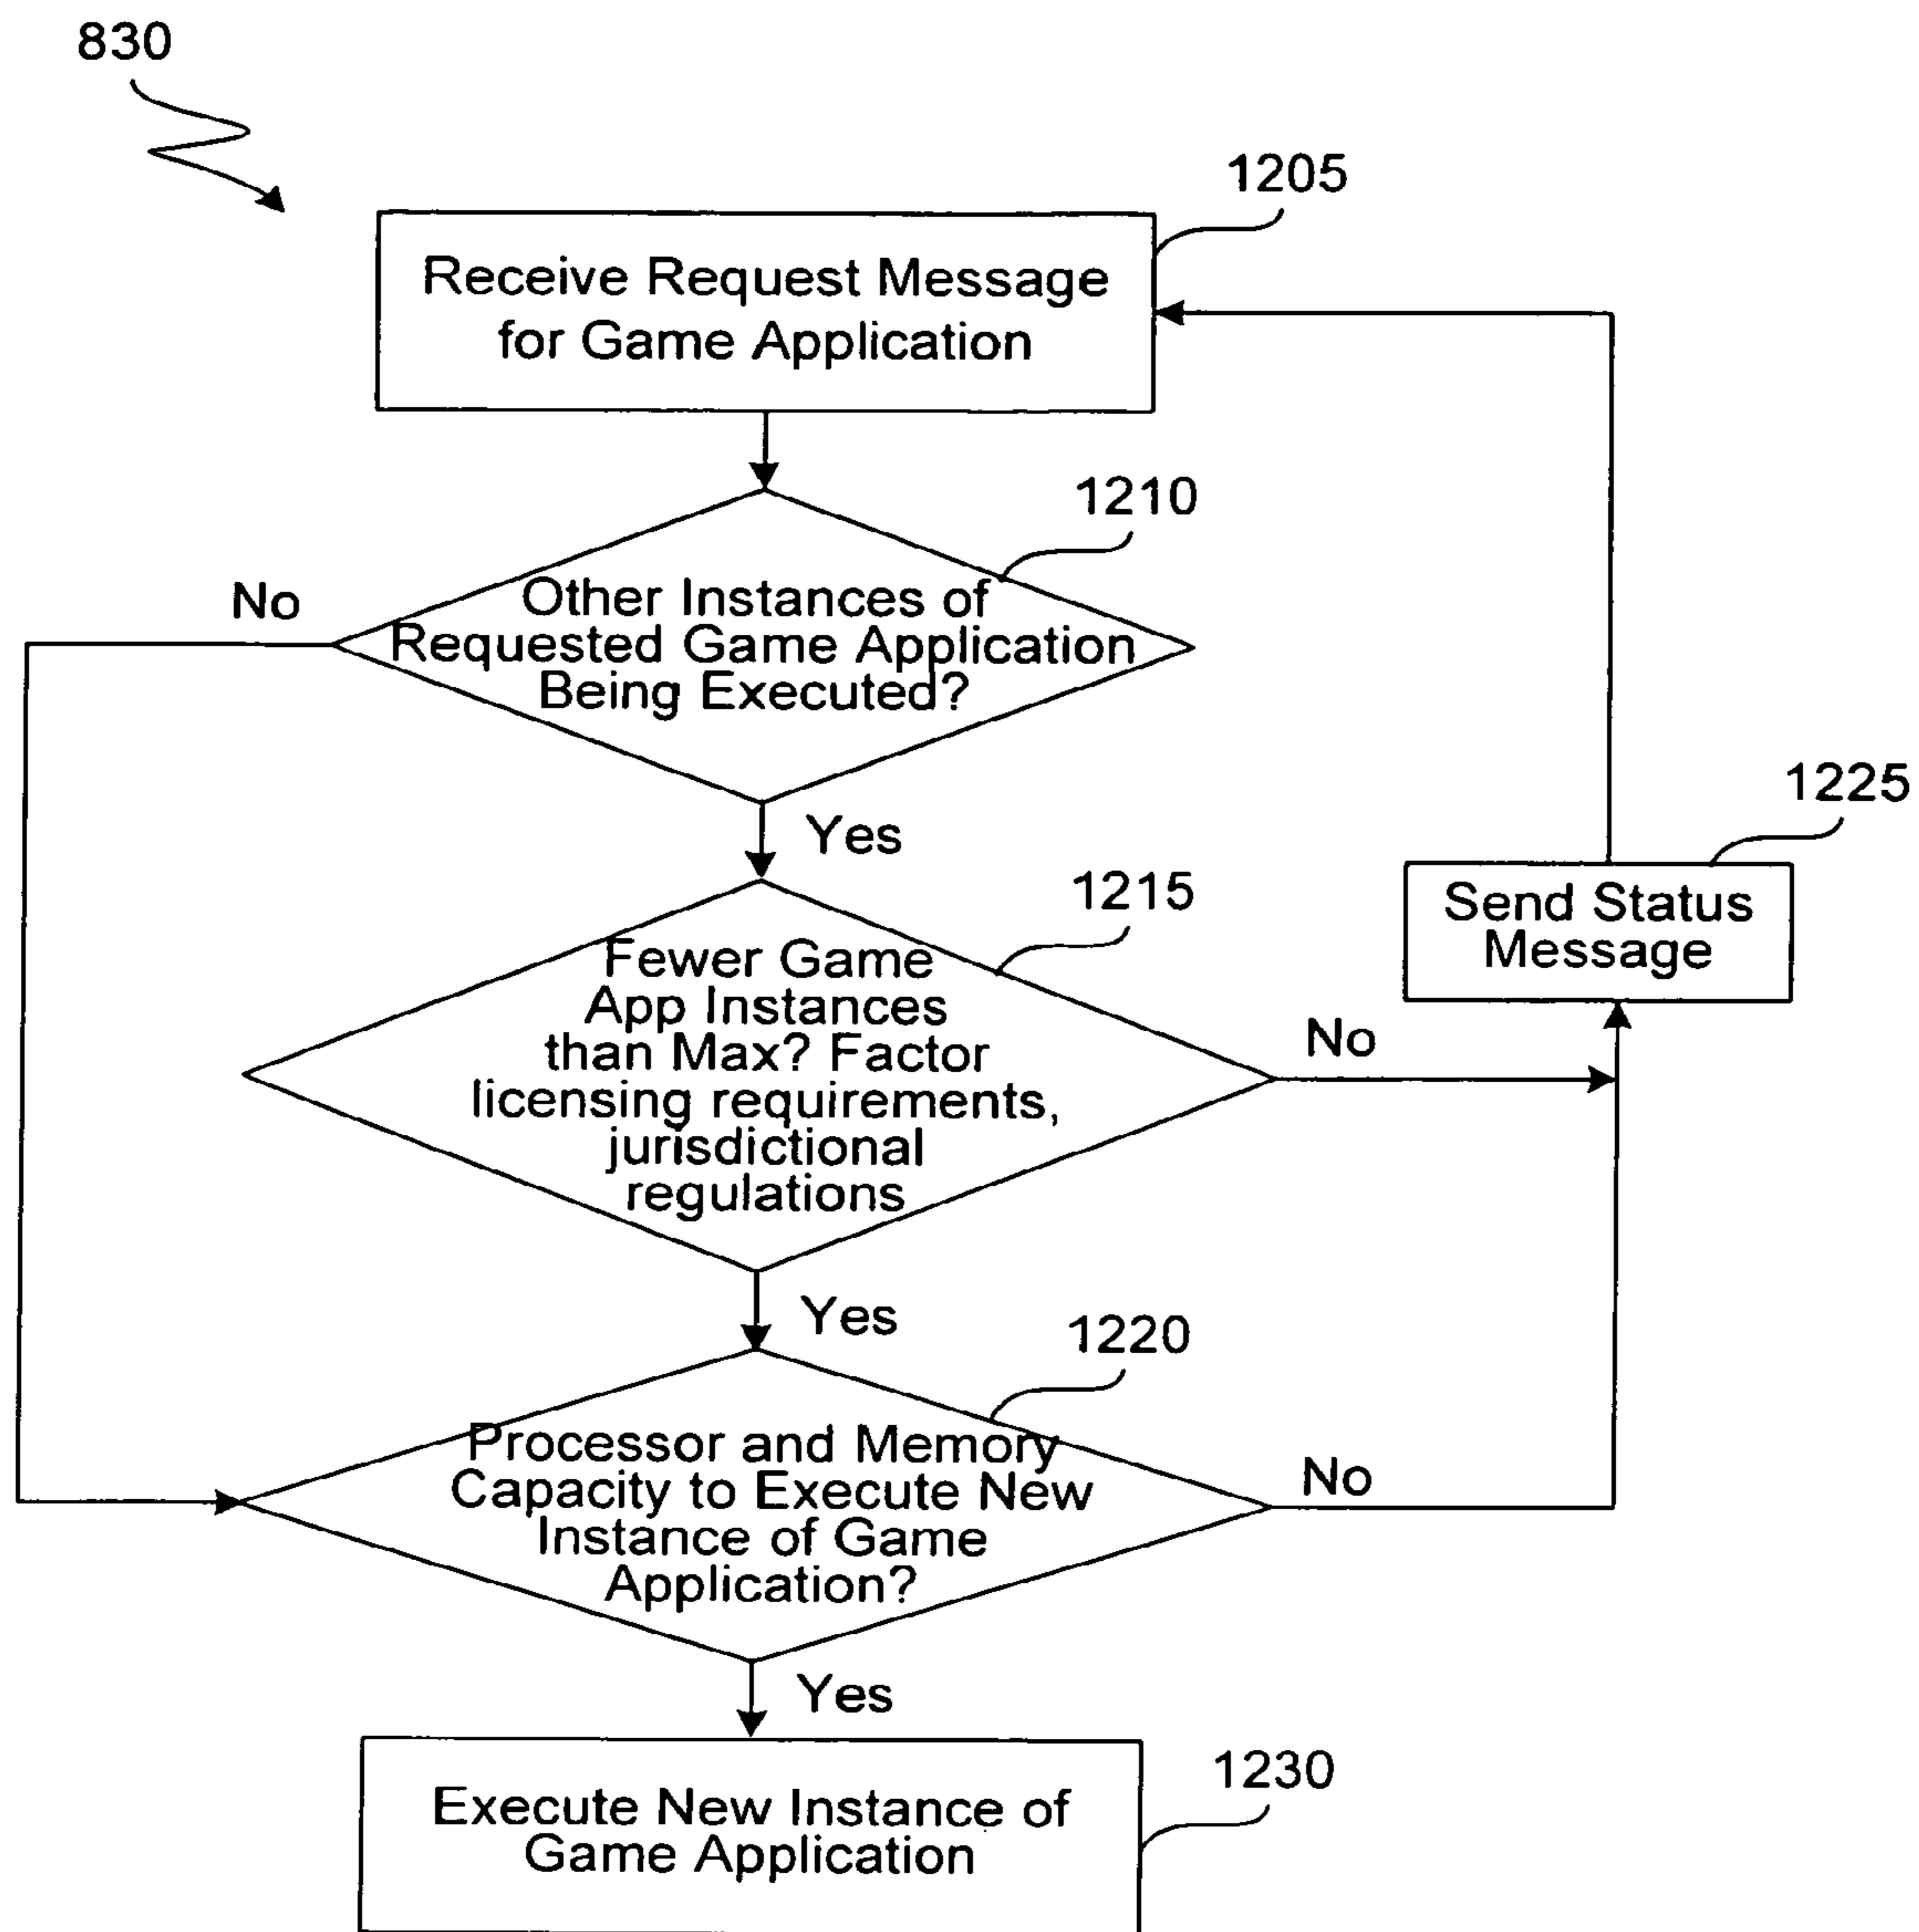 830
1205
Receive Request Message
for Game Application
1210
No
Other Instances of
Requested Game Application
Being Executed?
Yes
1225
Send Status
Message
1215
Fewer Game
App Instances
than Max? Factor
licensing requirements,
jurisdictional
regulations
No
Yes
1220
Processor and Memory
Capacity to Execute New
Instance of Game
Application?
No
Yes
1230
Execute New Instance of
Game Application